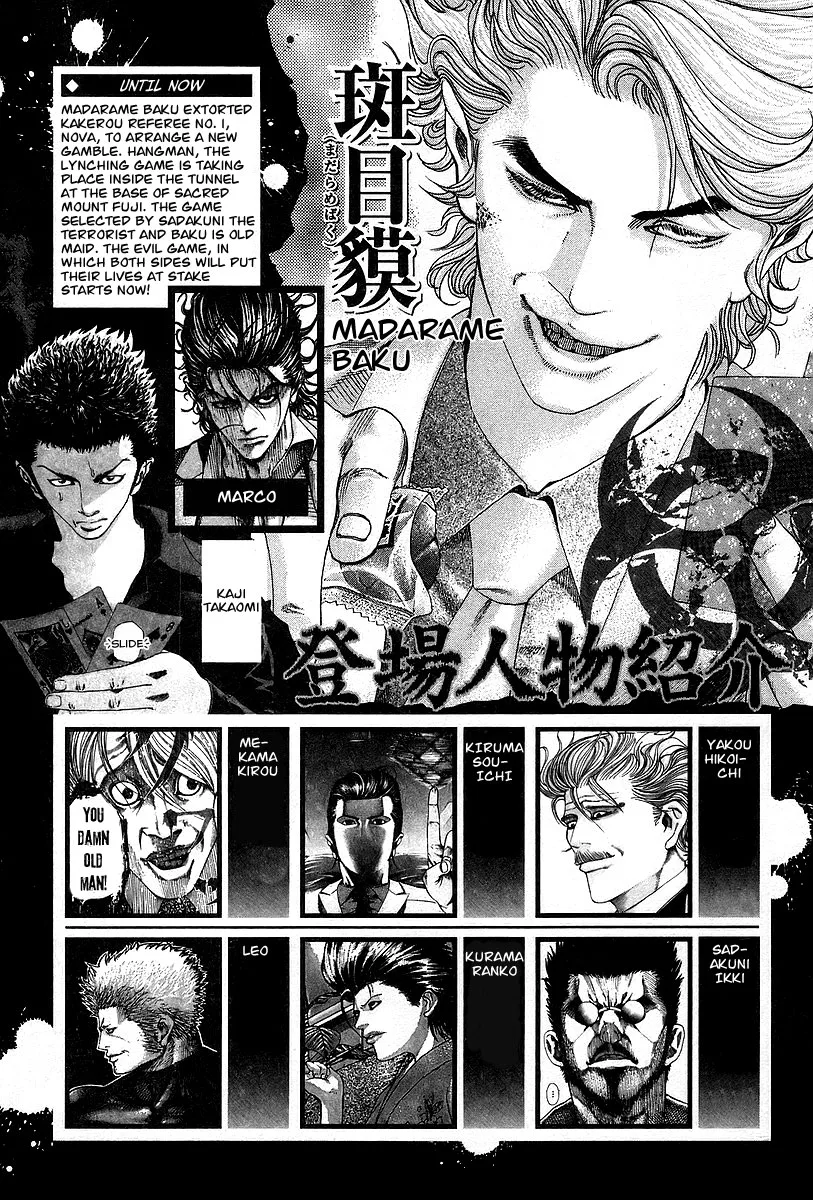 UNTIL NOW
MADARAME BAKU EXTORTED
KAKEROU REFEREE NO. 1,
NOVA, TO ARRANGE A NEW
GAMBLE. HANGMAN, THE
LYNCHING GAME IS TAKING
PLACE INSIDE THE TUNNEL
AT THE BASE OF SACRED
MOUNT FUJI. THE GAME
SELECTED BY SADAKUNI THE
TERRORIST AND BAKU IS OLD
MAID. THE EVIL GAME, IN
WHICH BOTH SIDES WILL PUT
THEIR LIVES AT STAKE
STARTS NOW!
斑目貘
(まだらめばく)
MADARAME
BAKU
MARCO
KAJI
TAKAOMI
SLIDE
登場人物紹介
YOU
DAMN
OLD
MAN!
ME-
KAMA
KIROU
KIRUMA
SOU-
ICHI
YAKOU
HIKOI-
CHI
LEO
KURAMA
RANKO
...
SAD-
AKUNI
IKKI